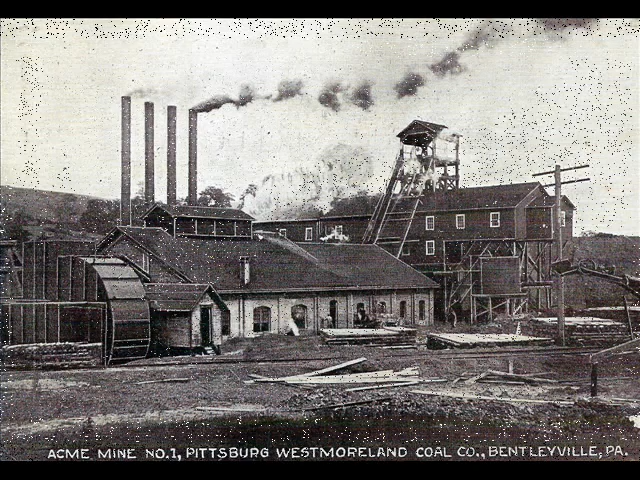 ACME MINE NO.1, PITTSBURG WESTMORELAND COAL CO., BENTLEYVILLE, PA.